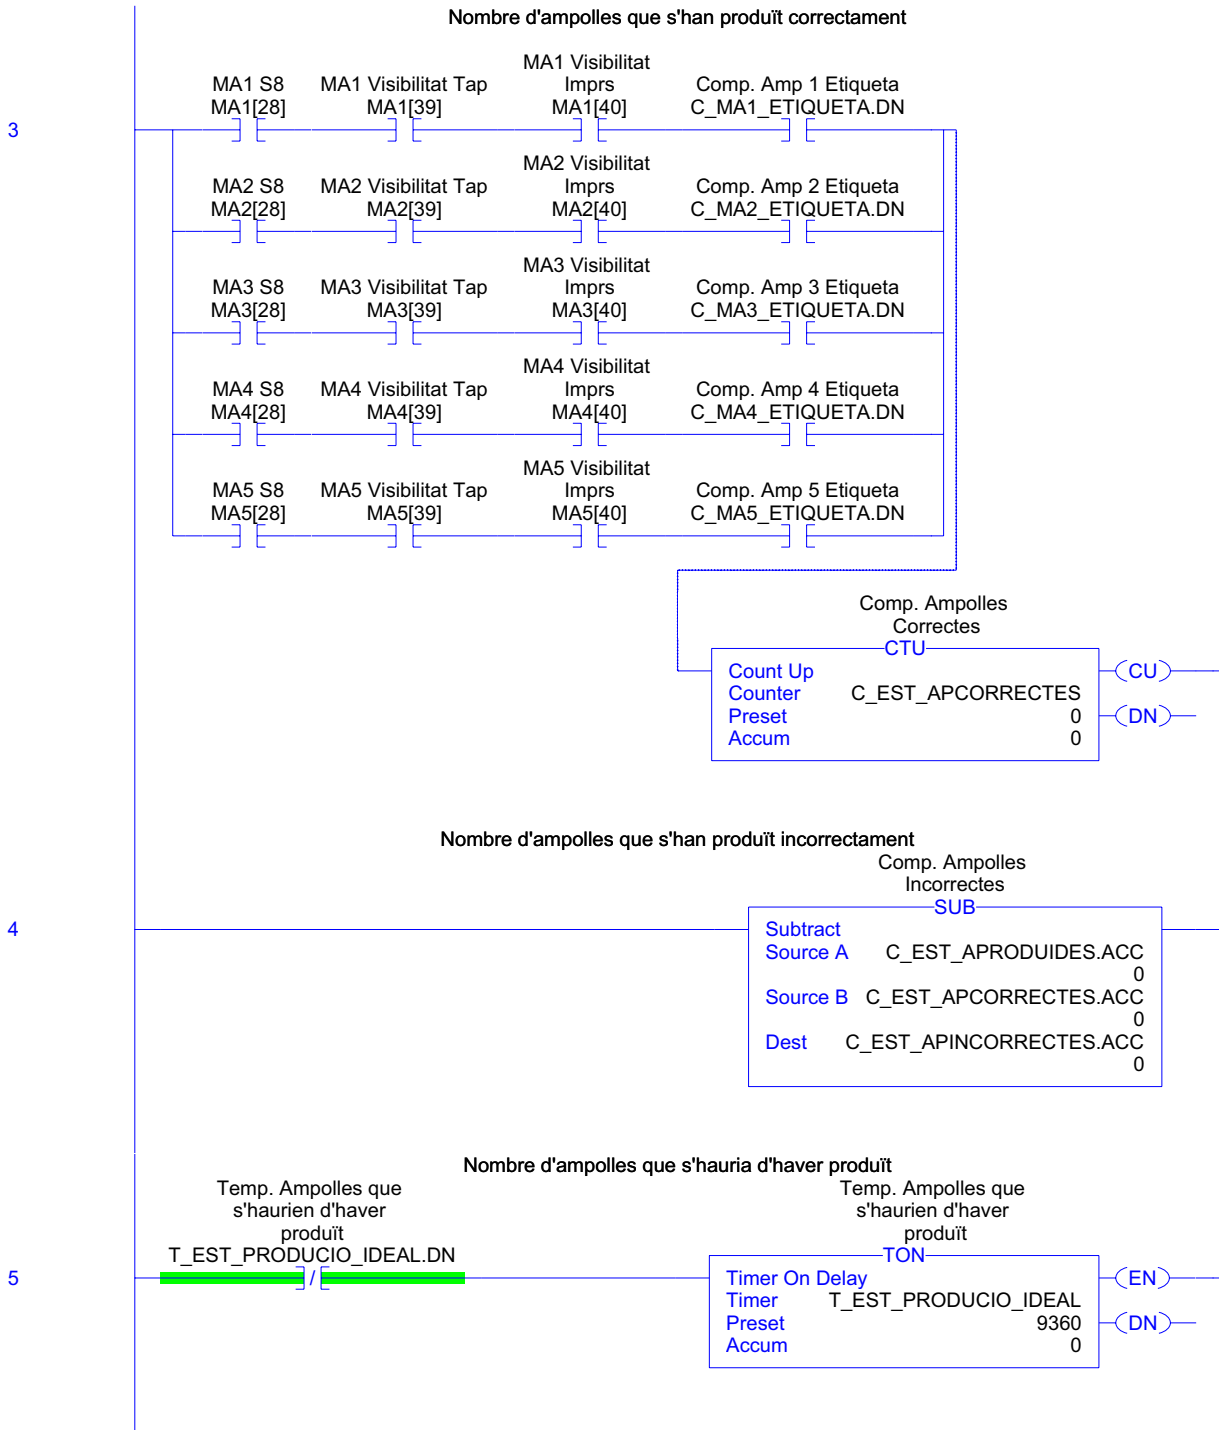 Nombre d'ampolles que s'han produït correctament
MA1 Visibilitat
MA1 S8 MA1 Visibilitat Tap Imprs Comp. Amp 1 Etiqueta
3 MA1[28] MA1[39] MA1[40] C_MA1_ETIQUETA.DN
MA2 Visibilitat
MA2 S8 MA2 Visibilitat Tap Imprs Comp. Amp 2 Etiqueta
MA2[28] MA2[39] MA2[40] C_MA2_ETIQUETA.DN
MA3 Visibilitat
MA3 S8 MA3 Visibilitat Tap Imprs Comp. Amp 3 Etiqueta
MA3[28] MA3[39] MA3[40] C_MA3_ETIQUETA.DN
MA4 Visibilitat
MA4 S8 MA4 Visibilitat Tap Imprs Comp. Amp 4 Etiqueta
MA4[28] MA4[39] MA4[40] C_MA4_ETIQUETA.DN
MA5 Visibilitat
MA5 S8 MA5 Visibilitat Tap Imprs Comp. Amp 5 Etiqueta
MA5[28] MA5[39] MA5[40] C_MA5_ETIQUETA.DN
Comp. Ampolles
Correctes
CTU
Count Up CU
Counter C_EST_APCORRECTES
Preset 0 DN
Accum 0
Nombre d'ampolles que s'han produït incorrectament
Comp. Ampolles
Incorrectes
SUB
4 Subtract
Source A C_EST_APRODUIDES.ACC
0
Source B C_EST_APCORRECTES.ACC
0
Dest C_EST_APINCORRECTES.ACC
0
Nombre d'ampolles que s'hauria d'haver produït
Temp. Ampolles que Temp. Ampolles que
s'haurien d'haver s'haurien d'haver
produït produït
T_EST_PRODUCIO_IDEAL.DN TON
5 / Timer On Delay EN
Timer T_EST_PRODUCIO_IDEAL
Preset 9360 DN
Accum 0